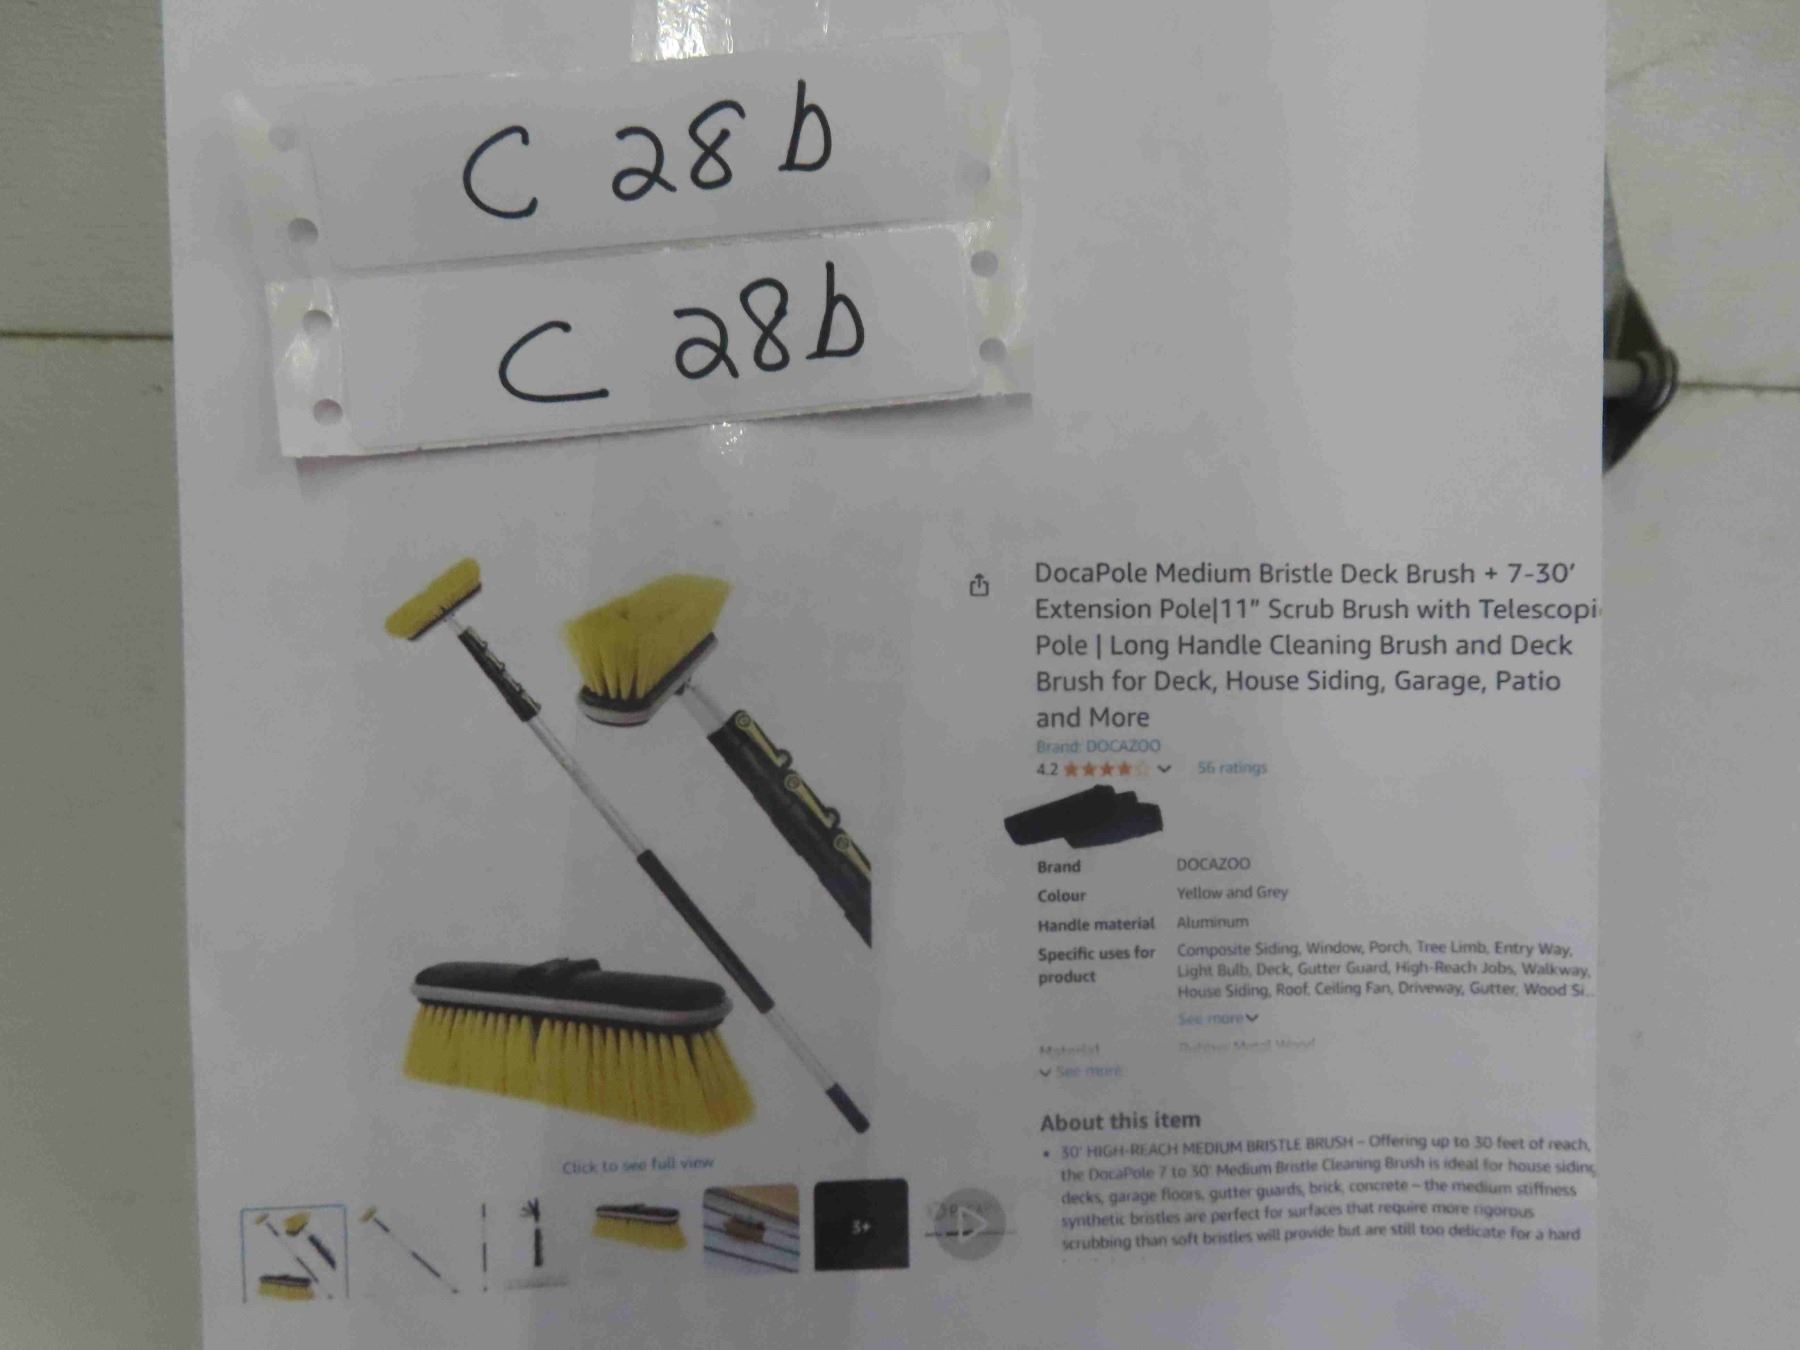 C 28b
C 28b
DocaPole Medium Bristle Deck Brush + 7-30'
Extension Pole|11" Scrub Brush with Telescopi
Pole | Long Handle Cleaning Brush and Deck
Brush for Deck, House Siding, Garage, Patio
and More
Brand: DOCAZOO
4.2 56 ratings
Brand DOCAZOO
Colour Yellow and Grey
Handle material Aluminum
Specific uses for product Composite Siding, Window, Porch, Tree Limb, Entry Way,
Light Bulb, Deck, Gutter Guard, High-Reach Jobs, Walkway,
House Siding, Roof, Ceiling Fan, Driveway, Gutter, Wood Si...
See more
Material Rubber Metal Wood
See more
About this item
• 30' HIGH-REACH MEDIUM BRISTLE BRUSH – Offering up to 30 feet of reach,
the DocaPole 7 to 30' Medium Bristle Cleaning Brush is ideal for house siding
decks, garage floors, gutter guards, brick, concrete – the medium stiffness
synthetic bristles are perfect for surfaces that require more rigorous
scrubbing than soft bristles will provide but are still too delicate for a hard
Click to see full view
3+